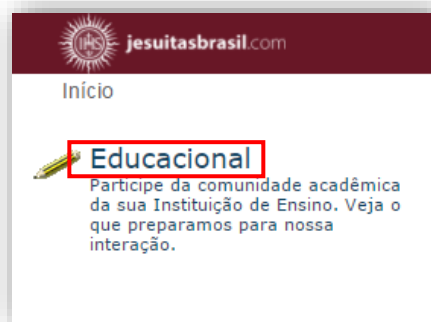 IHS
jesuitasbrasil.com
Início
Educacional
Participe da comunidade acadêmica
da sua Instituição de Ensino. Veja o
que preparamos para nossa
interação.